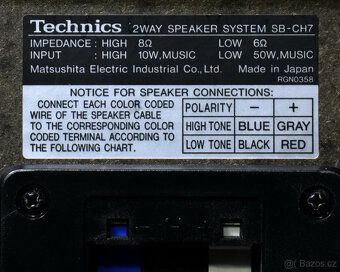 Technics 2WAY SPEAKER SYSTEM SB-CH7
IMPEDANCE: HIGH 8Ω LOW 6Ω
INPUT : HIGH 10W,MUSIC LOW 50W,MUSIC
Matsushita Electric Industrial Co.,Ltd. Made in Japan
RGN0358
NOTICE FOR SPEAKER CONNECTIONS:
CONNECT EACH COLOR CODED
WIRE OF THE SPEAKER CABLE
TO THE CORRESPONDING COLOR
CODED TERMINAL ACCORDING TO
THE FOLLOWING CHART.
POLARITY − +
HIGH TONE BLUE GRAY
LOW TONE BLACK RED
Bazoš.cz